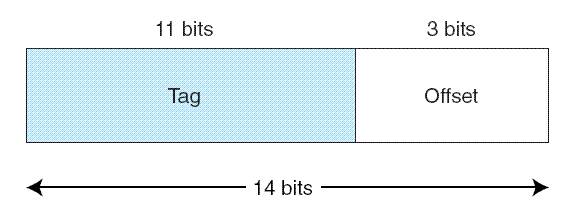 11 bits 3 bits
Tag Offset
14 bits